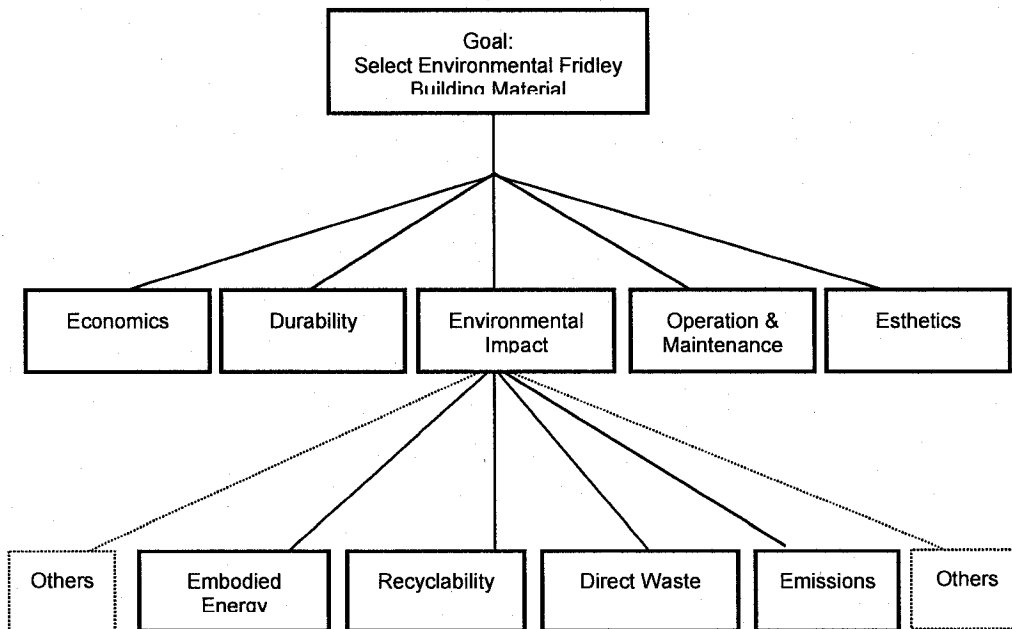 Goal:
Select Environmental Fridley
Building Material
Economics
Durability
Environmental
Impact
Operation &
Maintenance
Esthetics
Others
Embodied
Energy
Recyclability
Direct Waste
Emissions
Others